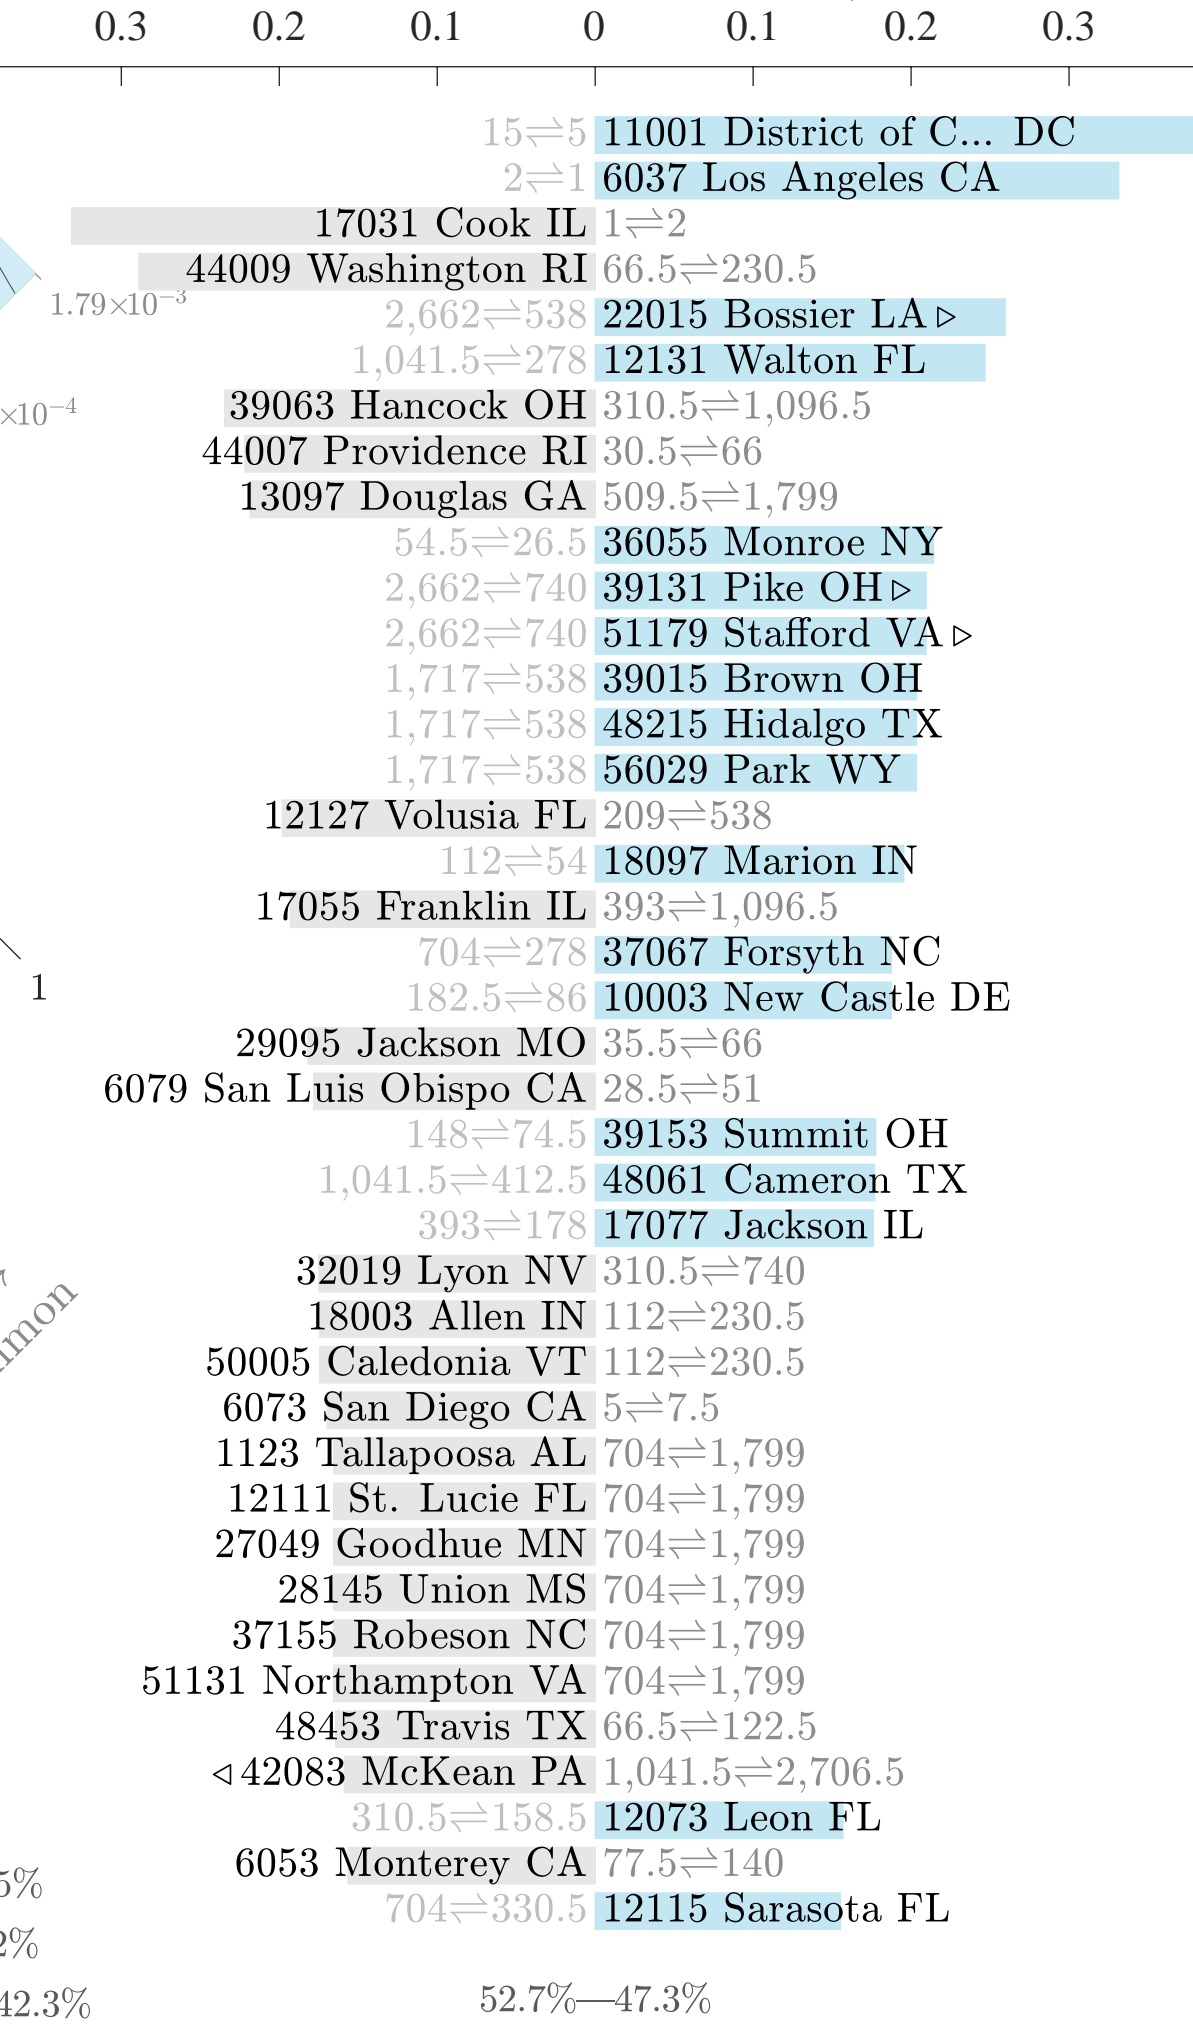 0.3 0.2 0.1 0 0.1 0.2 0.3
15⇌5 11001 District of C... DC
2⇌1 6037 Los Angeles CA
17031 Cook IL 1⇌2
44009 Washington RI 66.5⇌230.5
1.79×10−3
2,662⇌538 22015 Bossier LA ▷
1,041.5⇌278 12131 Walton FL
39063 Hancock OH 310.5⇌1,096.5
×10−4
44007 Providence RI 30.5⇌66
13097 Douglas GA 509.5⇌1,799
54.5⇌26.5 36055 Monroe NY
2,662⇌740 39131 Pike OH ▷
2,662⇌740 51179 Stafford VA ▷
1,717⇌538 39015 Brown OH
1,717⇌538 48215 Hidalgo TX
1,717⇌538 56029 Park WY
12127 Volusia FL 209⇌538
112⇌54 18097 Marion IN
17055 Franklin IL 393⇌1,096.5
704⇌278 37067 Forsyth NC
1
182.5⇌86 10003 New Castle DE
29095 Jackson MO 35.5⇌66
6079 San Luis Obispo CA 28.5⇌51
148⇌74.5 39153 Summit OH
1,041.5⇌412.5 48061 Cameron TX
393⇌178 17077 Jackson IL
32019 Lyon NV 310.5⇌740
18003 Allen IN 112⇌230.5
50005 Caledonia VT 112⇌230.5
6073 San Diego CA 5⇌7.5
1123 Tallapoosa AL 704⇌1,799
12111 St. Lucie FL 704⇌1,799
27049 Goodhue MN 704⇌1,799
28145 Union MS 704⇌1,799
37155 Robeson NC 704⇌1,799
51131 Northampton VA 704⇌1,799
48453 Travis TX 66.5⇌122.5
◁ 42083 McKean PA 1,041.5⇌2,706.5
310.5⇌158.5 12073 Leon FL
6053 Monterey CA 77.5⇌140
5%
704⇌330.5 12115 Sarasota FL
2%
42.3%
52.7%—47.3%